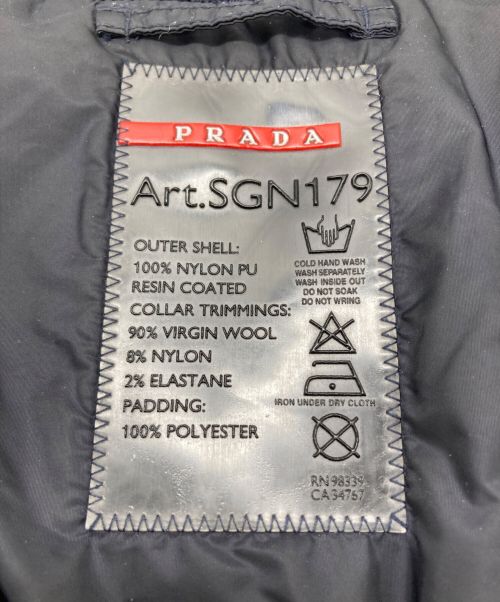 PRADA
Art.SGN179
OUTER SHELL:
100% NYLON PU
RESIN COATED
COLLAR TRIMMINGS:
90% VIRGIN WOOL
8% NYLON
2% ELASTANE
PADDING:
100% POLYESTER
COLD HAND WASH
WASH SEPARATELY
WASH INSIDE OUT
DO NOT SOAK
DO NOT WRING
IRON UNDER DRY CLOTH
RN 98339
CA 34767